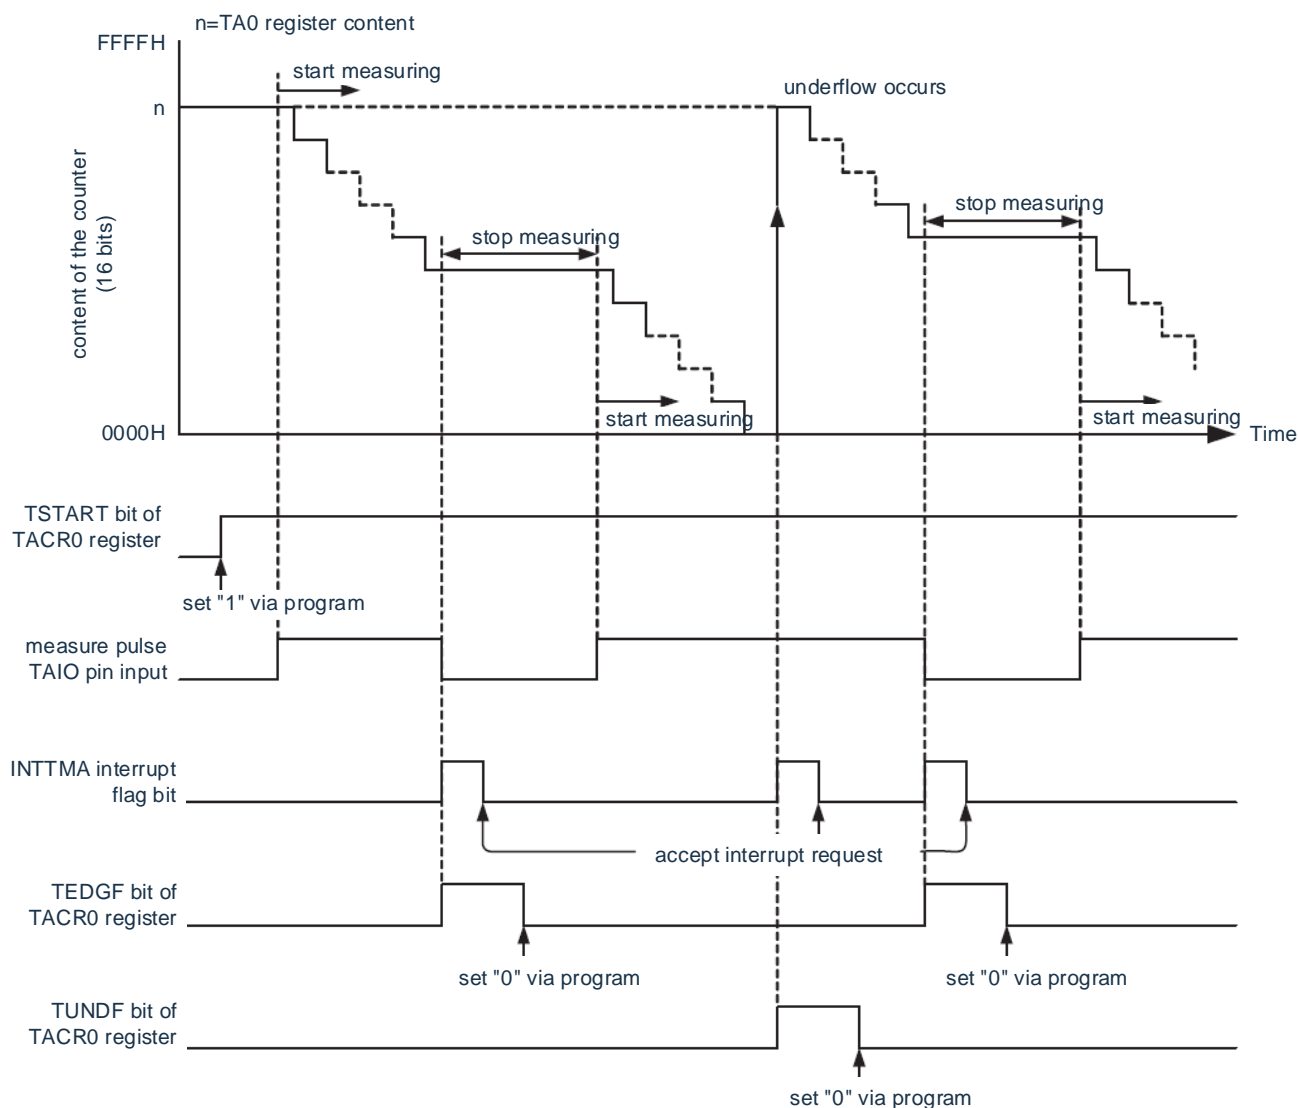 n=TA0 register content
FFFFH
start measuring
underflow occurs
n
content of the counter
(16 bits)
stop measuring
stop measuring
start measuring
start measuring
0000H
Time
TSTART bit of
TACR0 register
set "1" via program
measure pulse
TAIO pin input
INTTMA interrupt
flag bit
accept interrupt request
TEDGF bit of
TACR0 register
set "0" via program
set "0" via program
TUNDF bit of
TACR0 register
set "0" via program